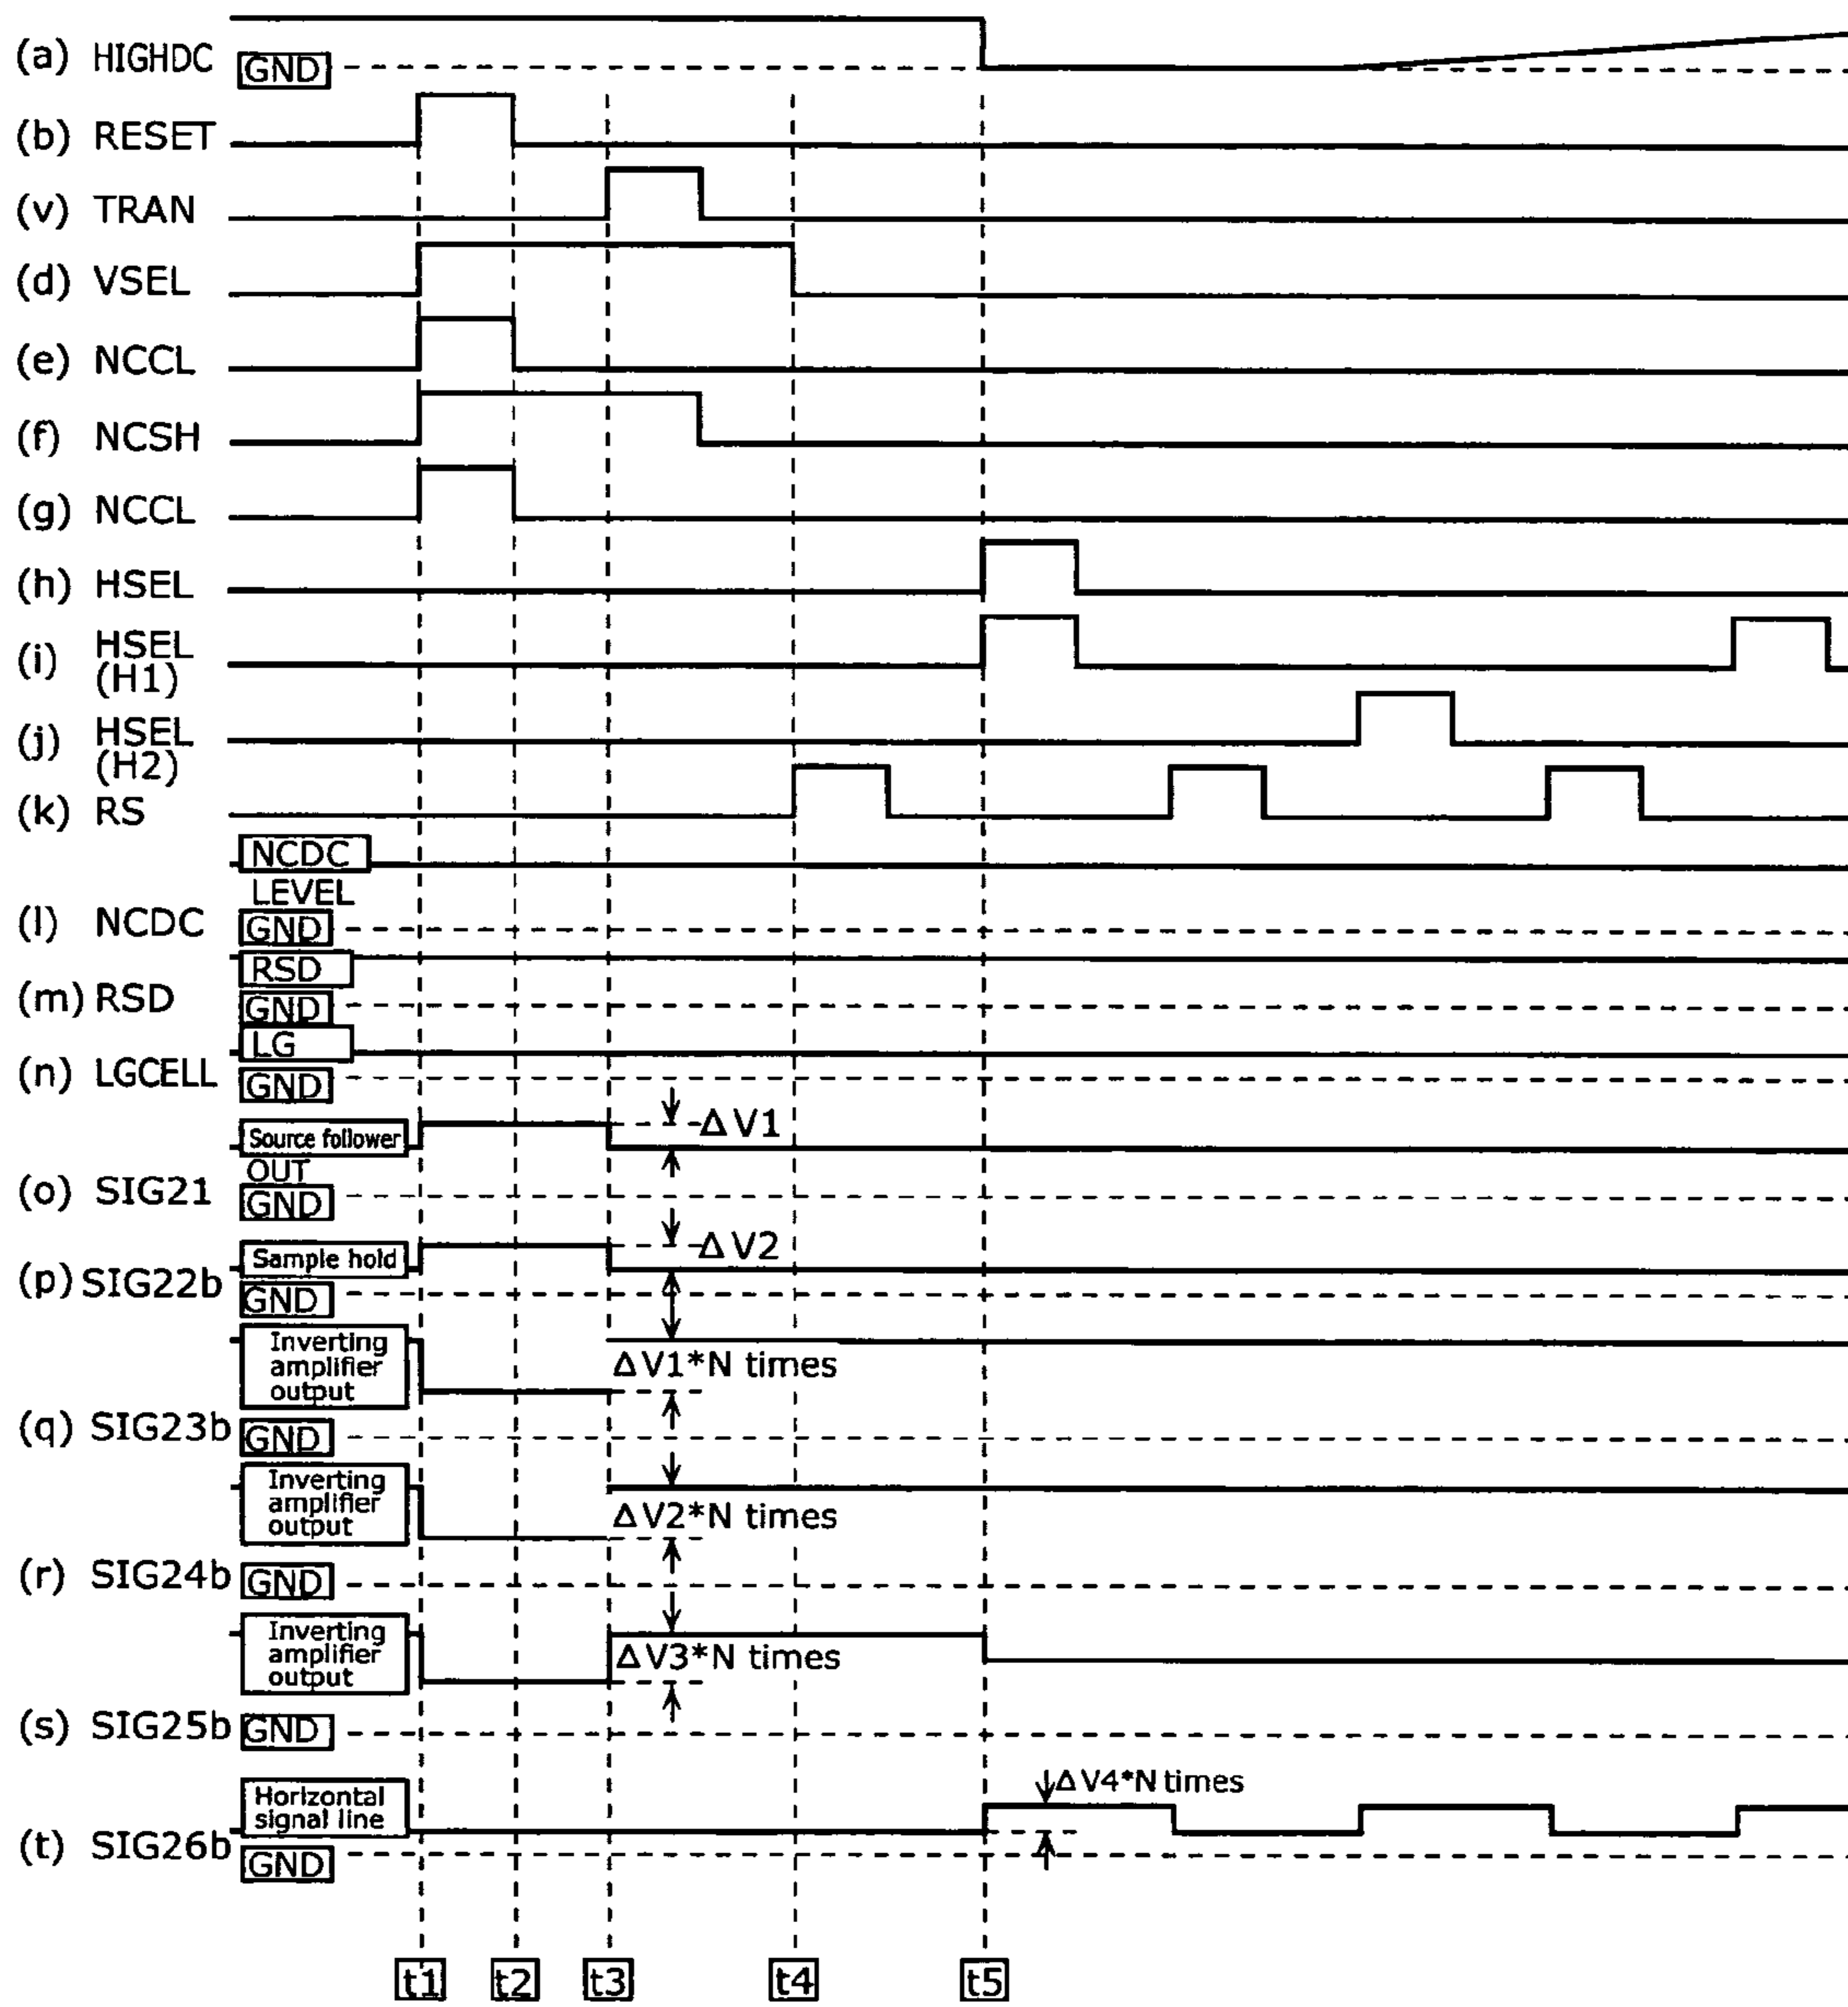 (a) HIGHDC
GND
(b) RESET
(v) TRAN
(d) VSEL
(e) NCCL
(f) NCSH
(g) NCCL
(h) HSEL
(i) HSEL
(H1)
(j) HSEL
(H2)
(k) RS
NCDC
LEVEL
(l) NCDC
GND
RSD
(m) RSD
GND
LG
(n) LGCELL
GND
ΔV1
Source follower
OUT
(o) SIG21
GND
ΔV2
Sample hold
(p) SIG22b
GND
Inverting
amplifier
output
ΔV1*N times
(q) SIG23b
GND
Inverting
amplifier
output
ΔV2*N times
(r) SIG24b
GND
Inverting
amplifier
output
ΔV3*N times
(s) SIG25b
GND
ΔV4*N times
Horizontal
signal line
(t) SIG26b
GND
t1 t2 t3 t4 t5